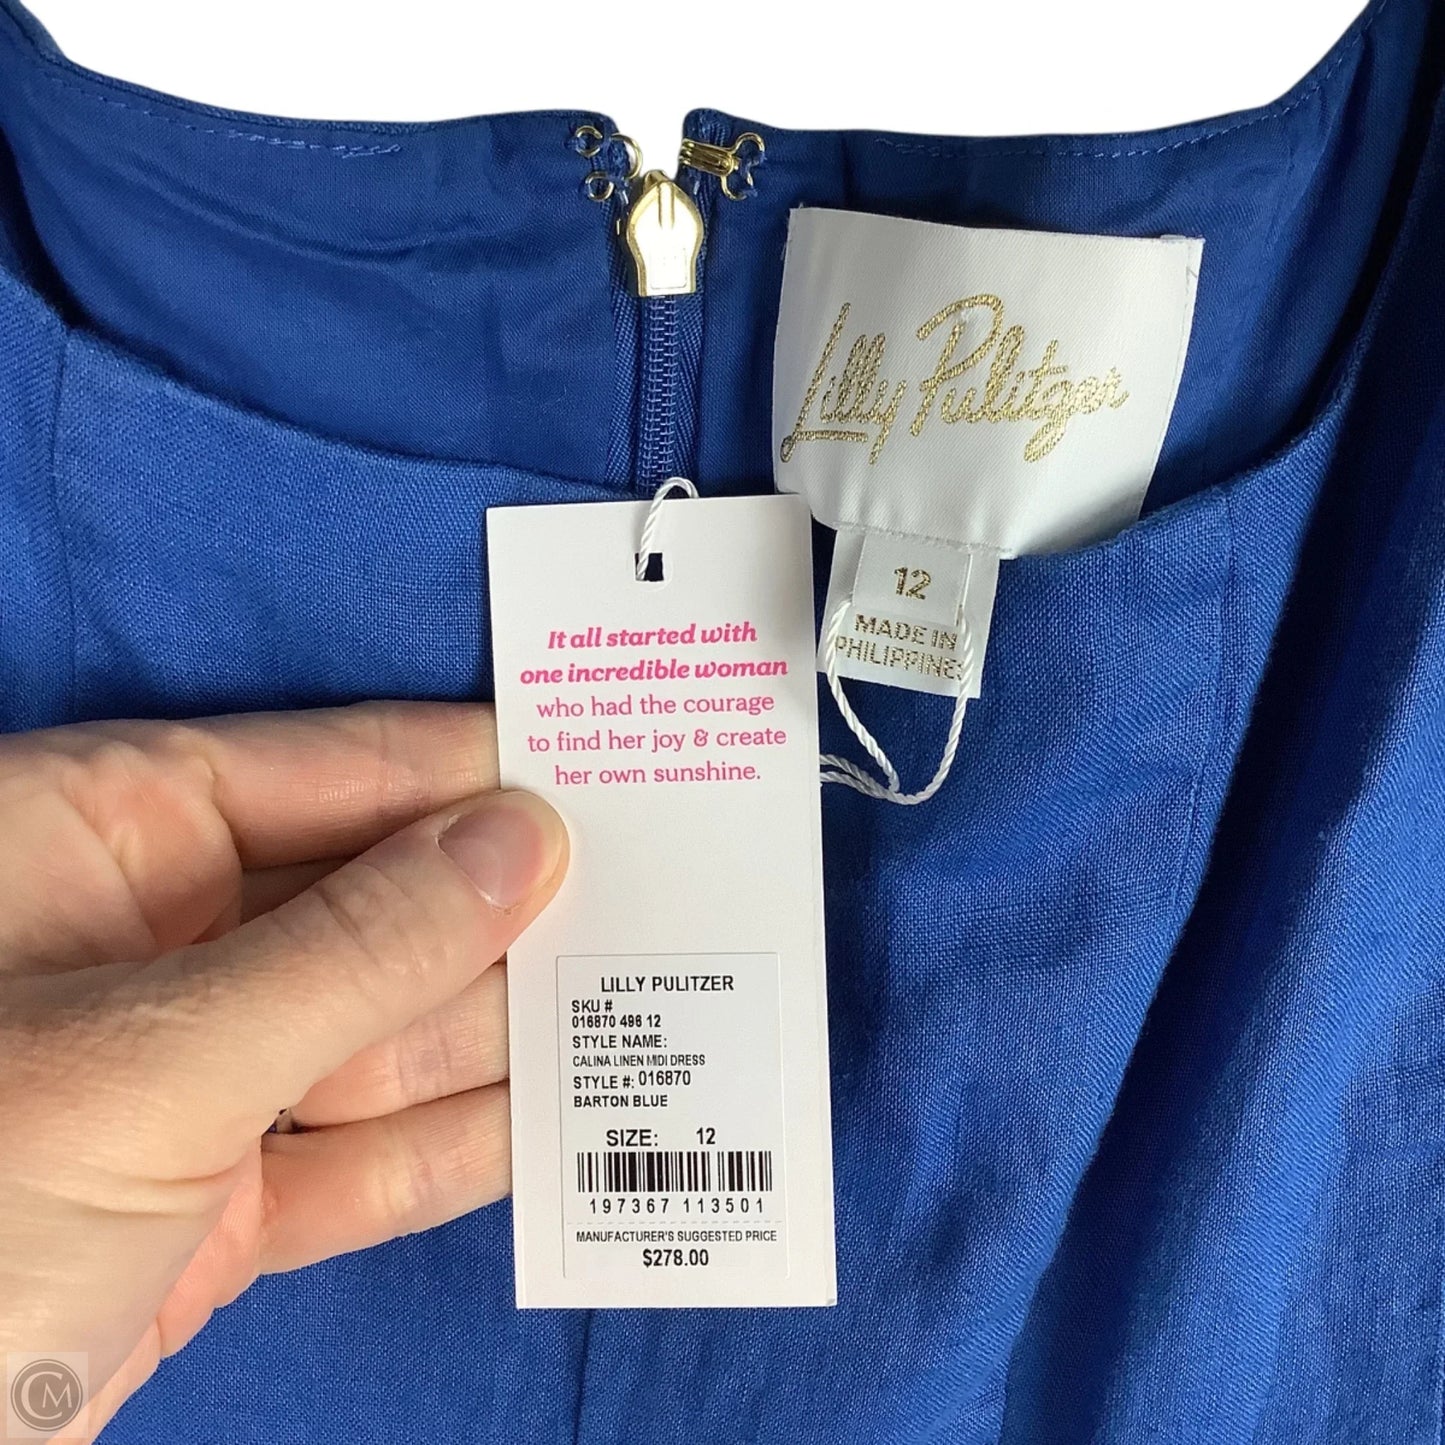 Lilly Pulitzer
12
MADE IN
PHILIPPINES
It all started with
one incredible woman
who had the courage
to find her joy & create
her own sunshine.
LILLY PULITZER
SKU #
016870 496 12
STYLE NAME:
CALINA LINEN MIDI DRESS
STYLE #: 016870
BARTON BLUE
SIZE: 12
197367 113501
MANUFACTURER'S SUGGESTED PRICE
$278.00
CM